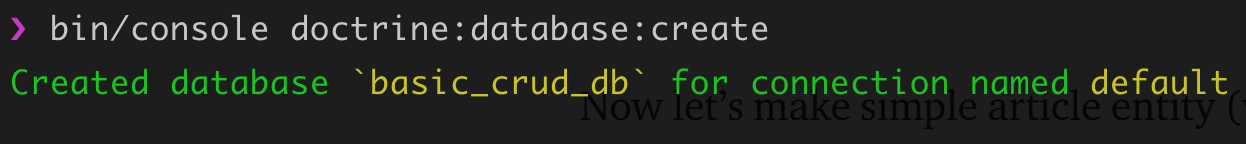 ❯ bin/console doctrine:database:create
Created database `basic_crud_db` for connection named default
Now let's make simple article entity (